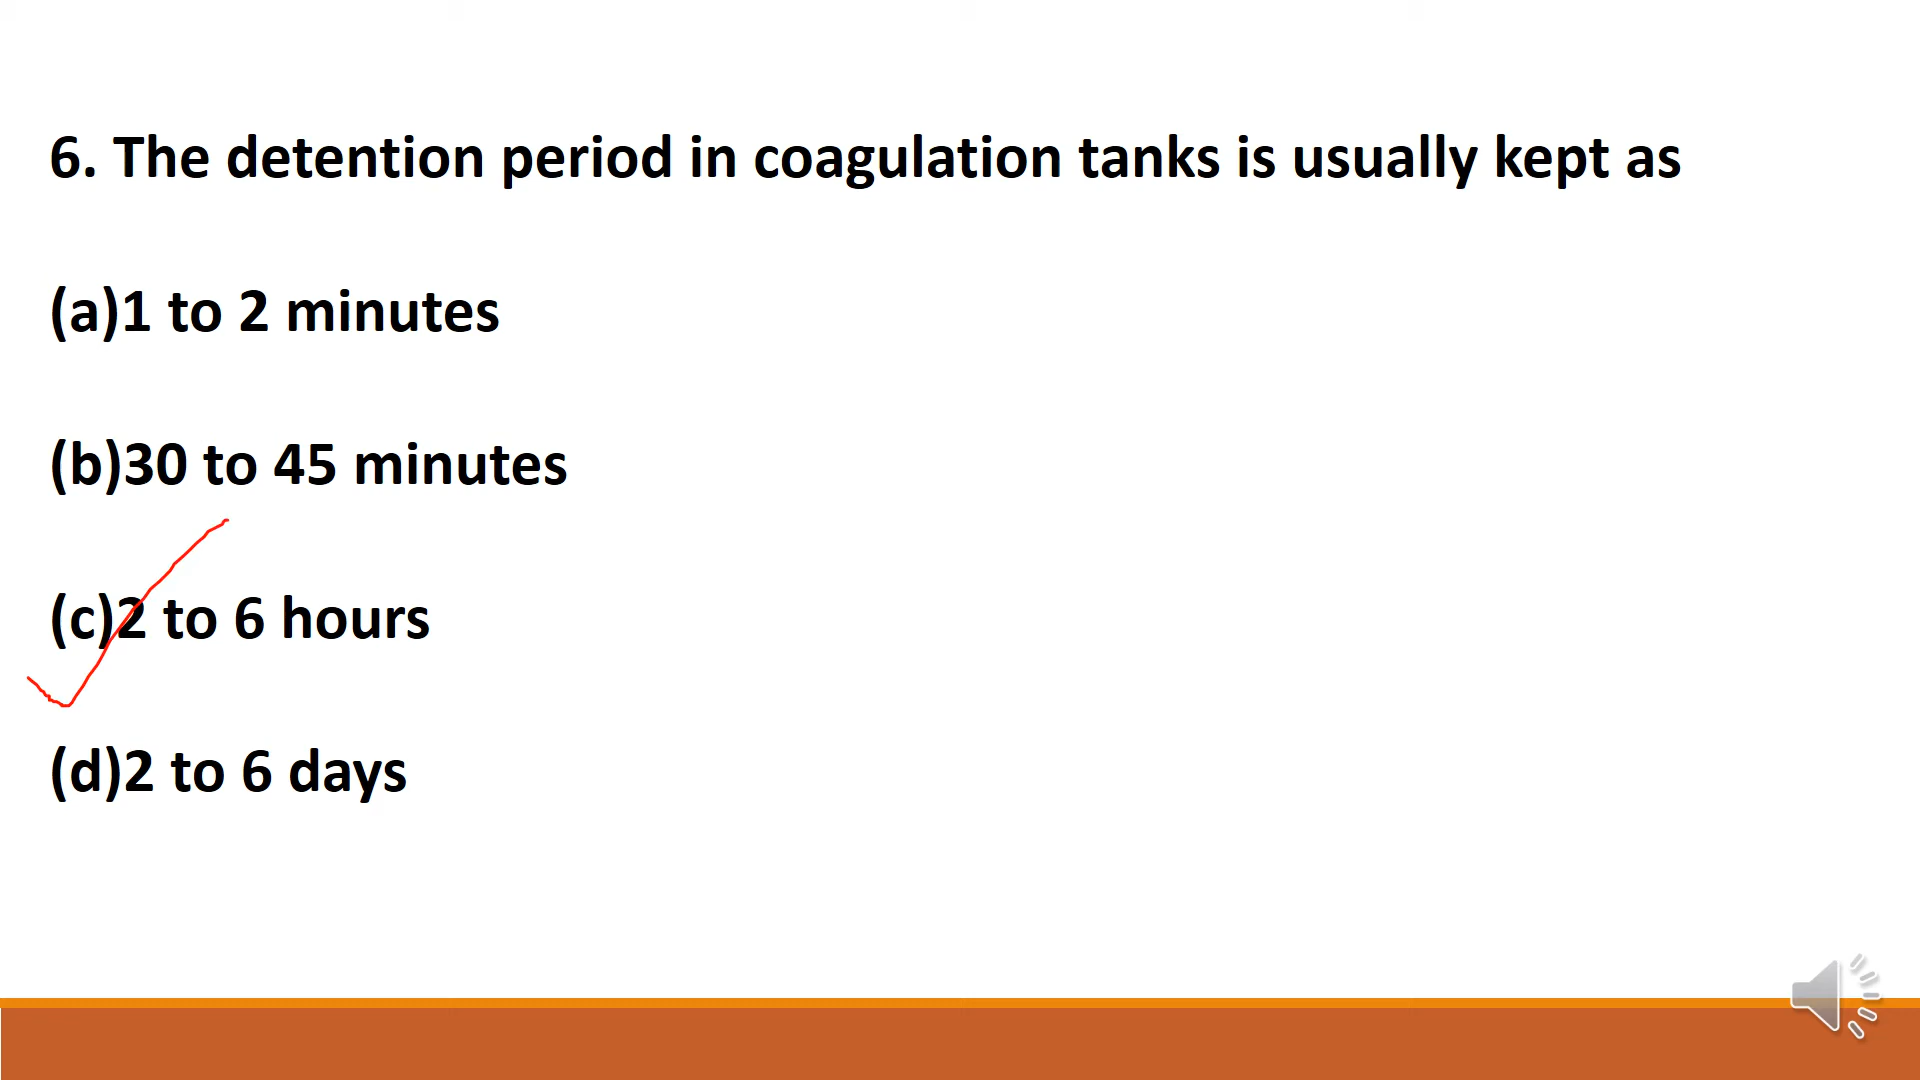 6. The detention period in coagulation tanks is usually kept as
(a)1 to 2 minutes
(b)30 to 45 minutes
(c)2 to 6 hours
(d)2 to 6 days